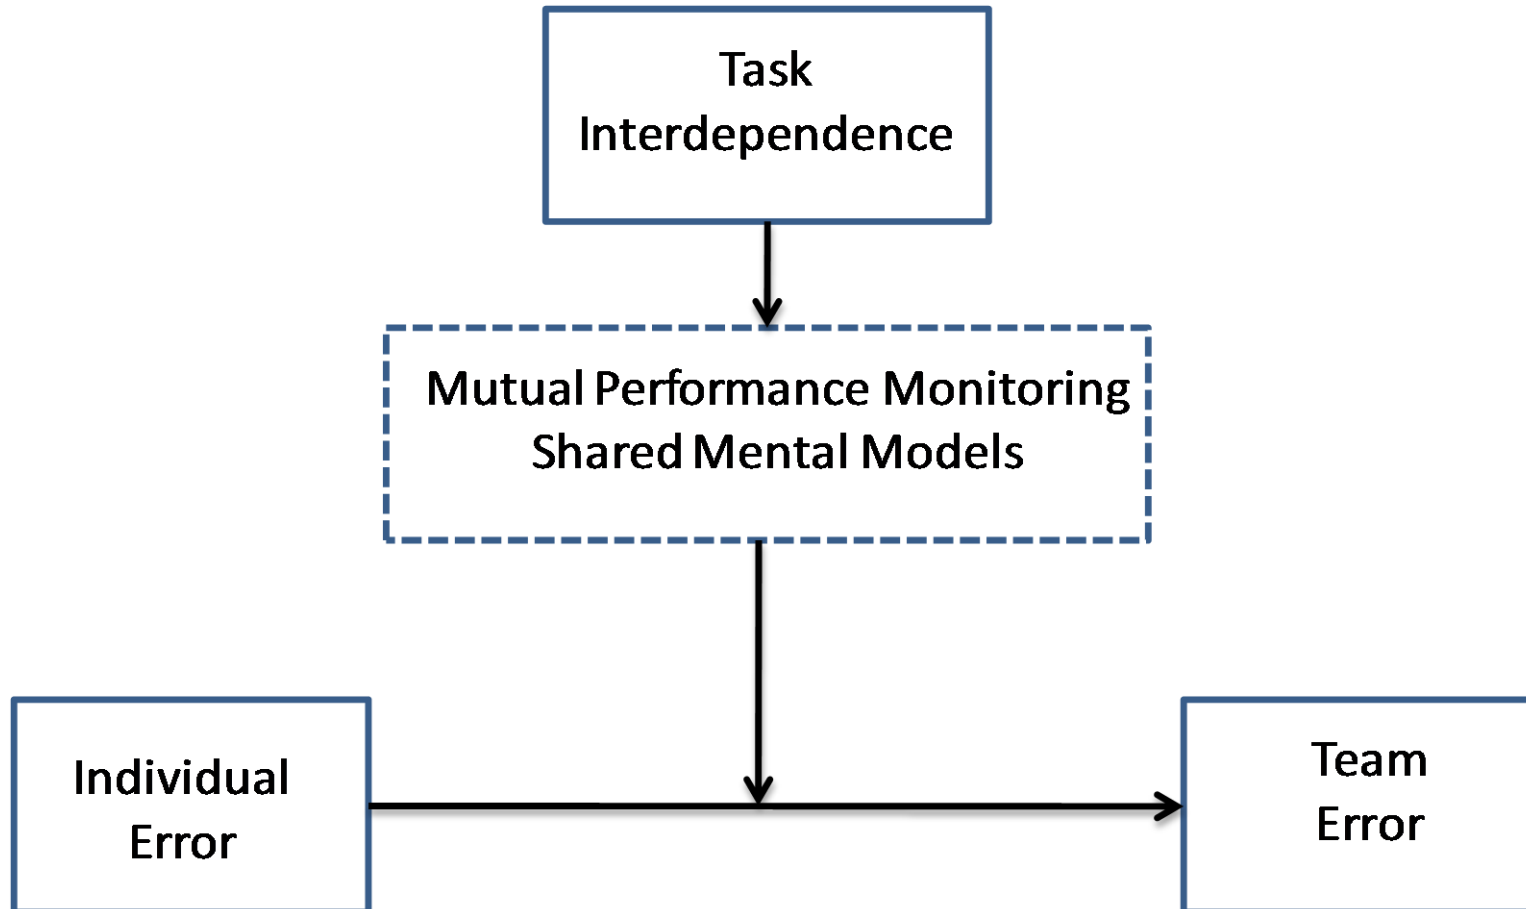 Task
Interdependence
Mutual Performance Monitoring
Shared Mental Models
Individual
Error
Team
Error